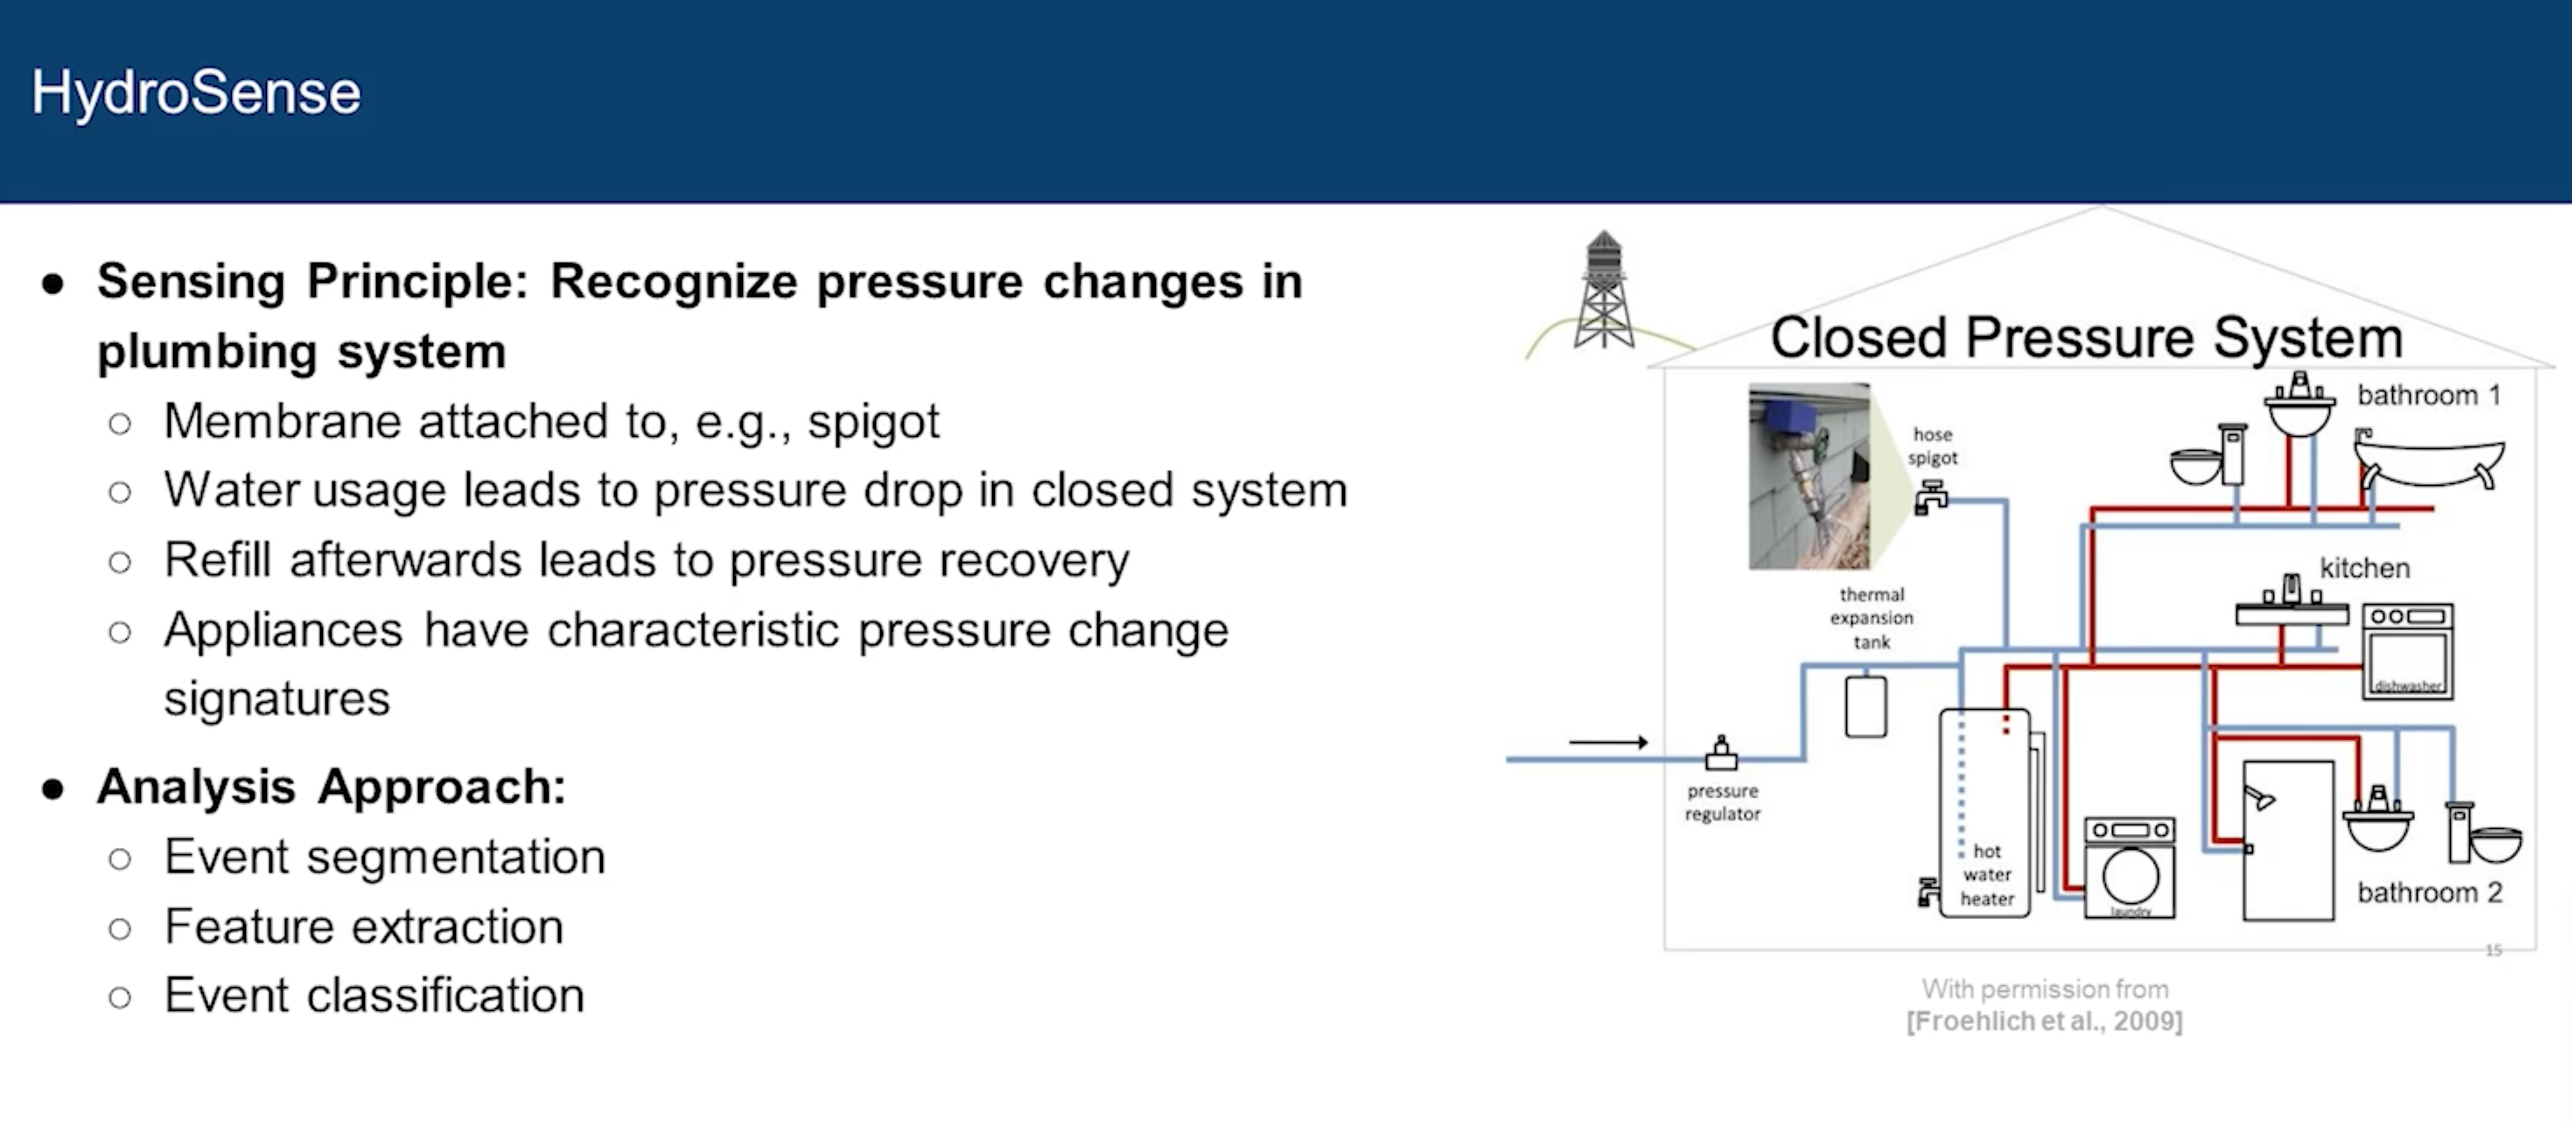 HydroSense
● Sensing Principle: Recognize pressure changes in
plumbing system
○ Membrane attached to, e.g., spigot
○ Water usage leads to pressure drop in closed system
○ Refill afterwards leads to pressure recovery
○ Appliances have characteristic pressure change
signatures
● Analysis Approach:
○ Event segmentation
○ Feature extraction
○ Event classification
Closed Pressure System
bathroom 1
hose
spigot
kitchen
thermal
expansion
tank
dishwasher
pressure
regulator
hot
water
heater
laundry
bathroom 2
15
With permission from
[Froehlich et al., 2009]